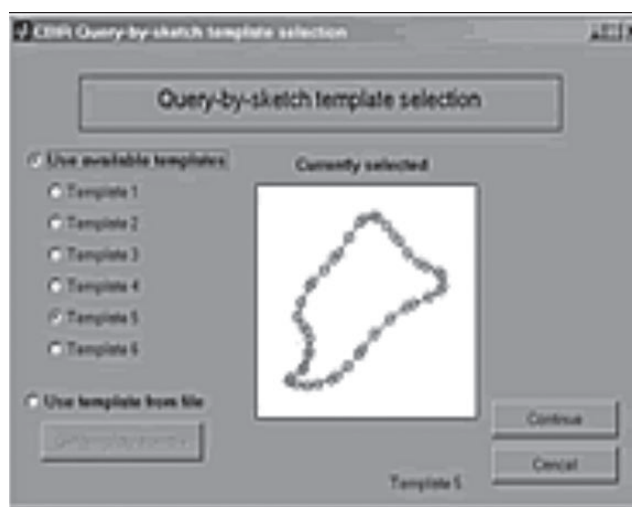 CBIR Query-by-sketch template selection
Query-by-sketch template selection
Use available templates
Currently selected
Template 1
Template 2
Template 3
Template 4
Template 5
Template 6
Use template from file
Continue
Cancel
Template 5